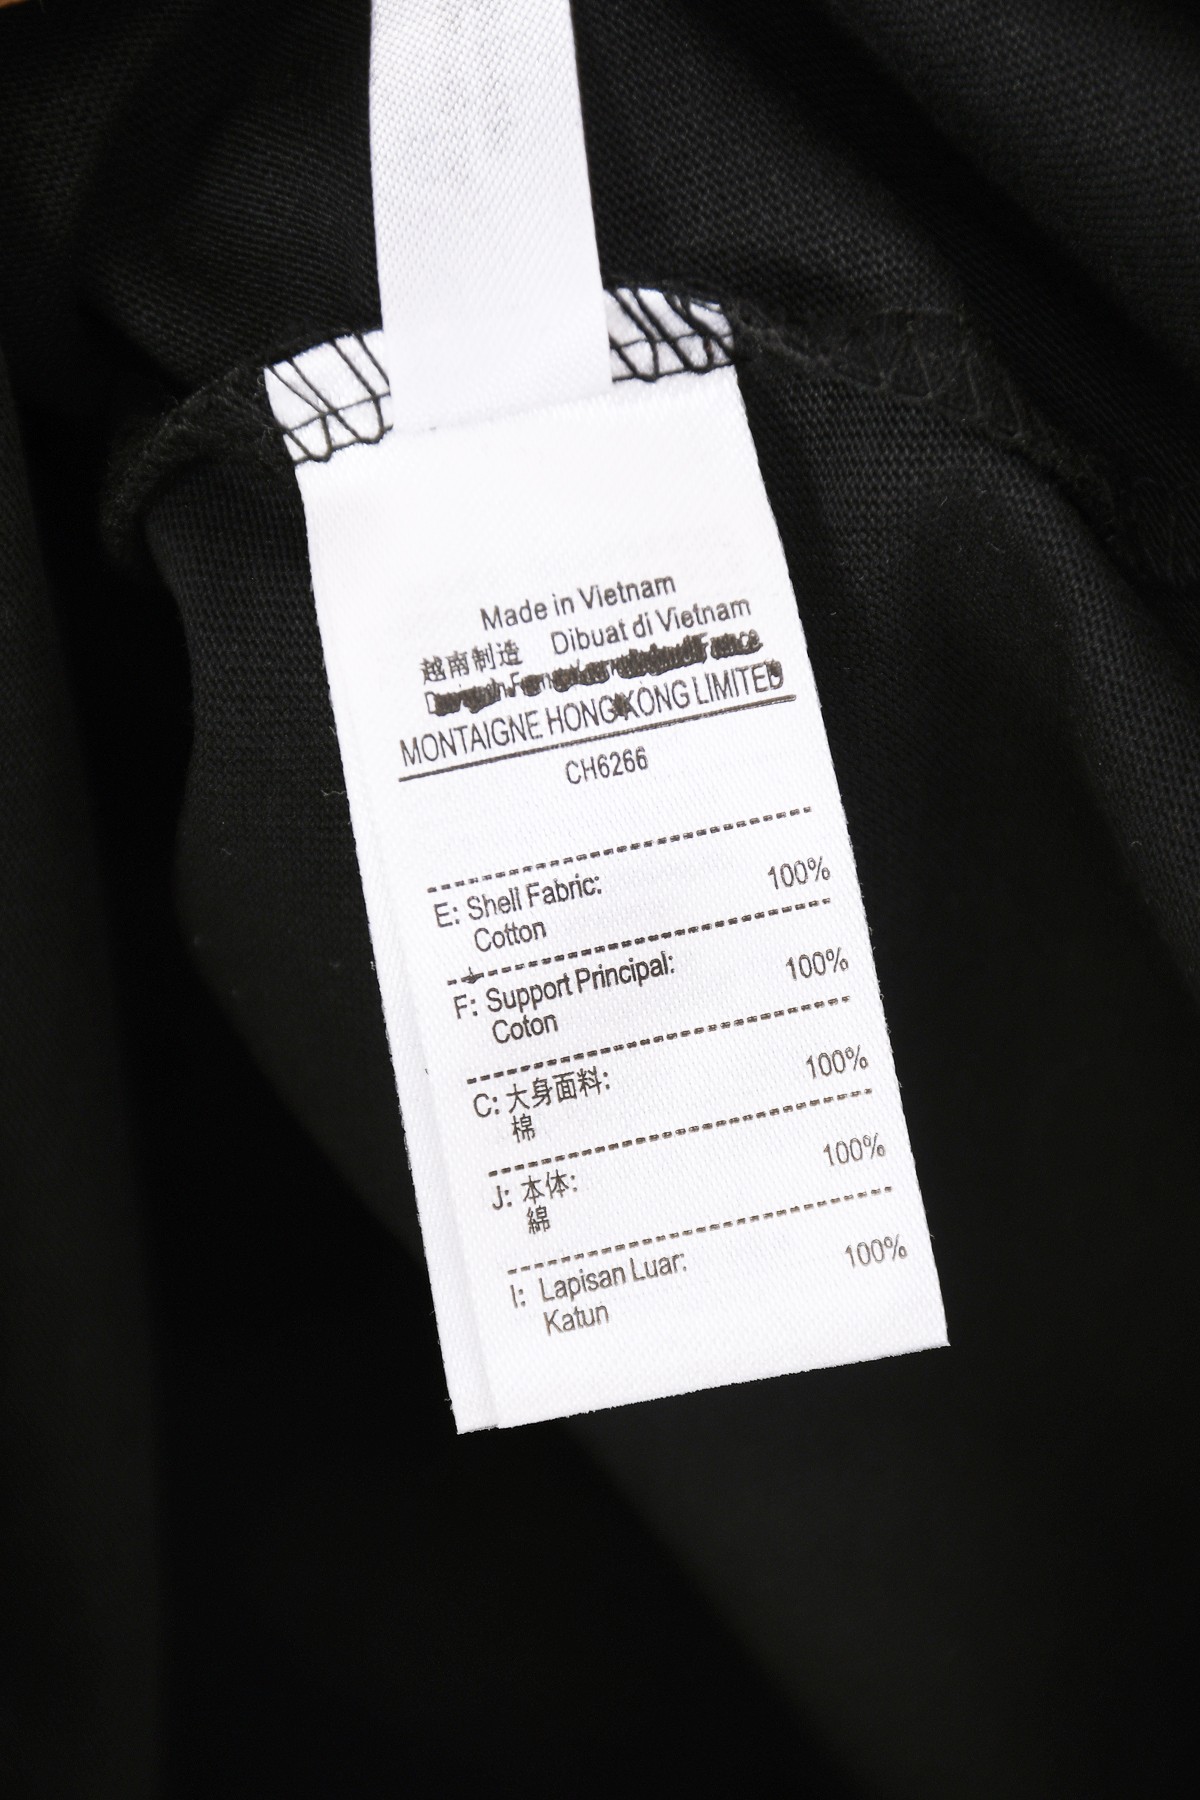 Made in Vietnam
越南制造 Dibuat di Vietnam
MONTAIGNE HONG KONG LIMITED
CH6266
E: Shell Fabric: 100%
Cotton
F: Support Principal: 100%
Coton
C: 大身面料: 100%
棉
J: 本体: 100%
綿
I: Lapisan Luar: 100%
Katun